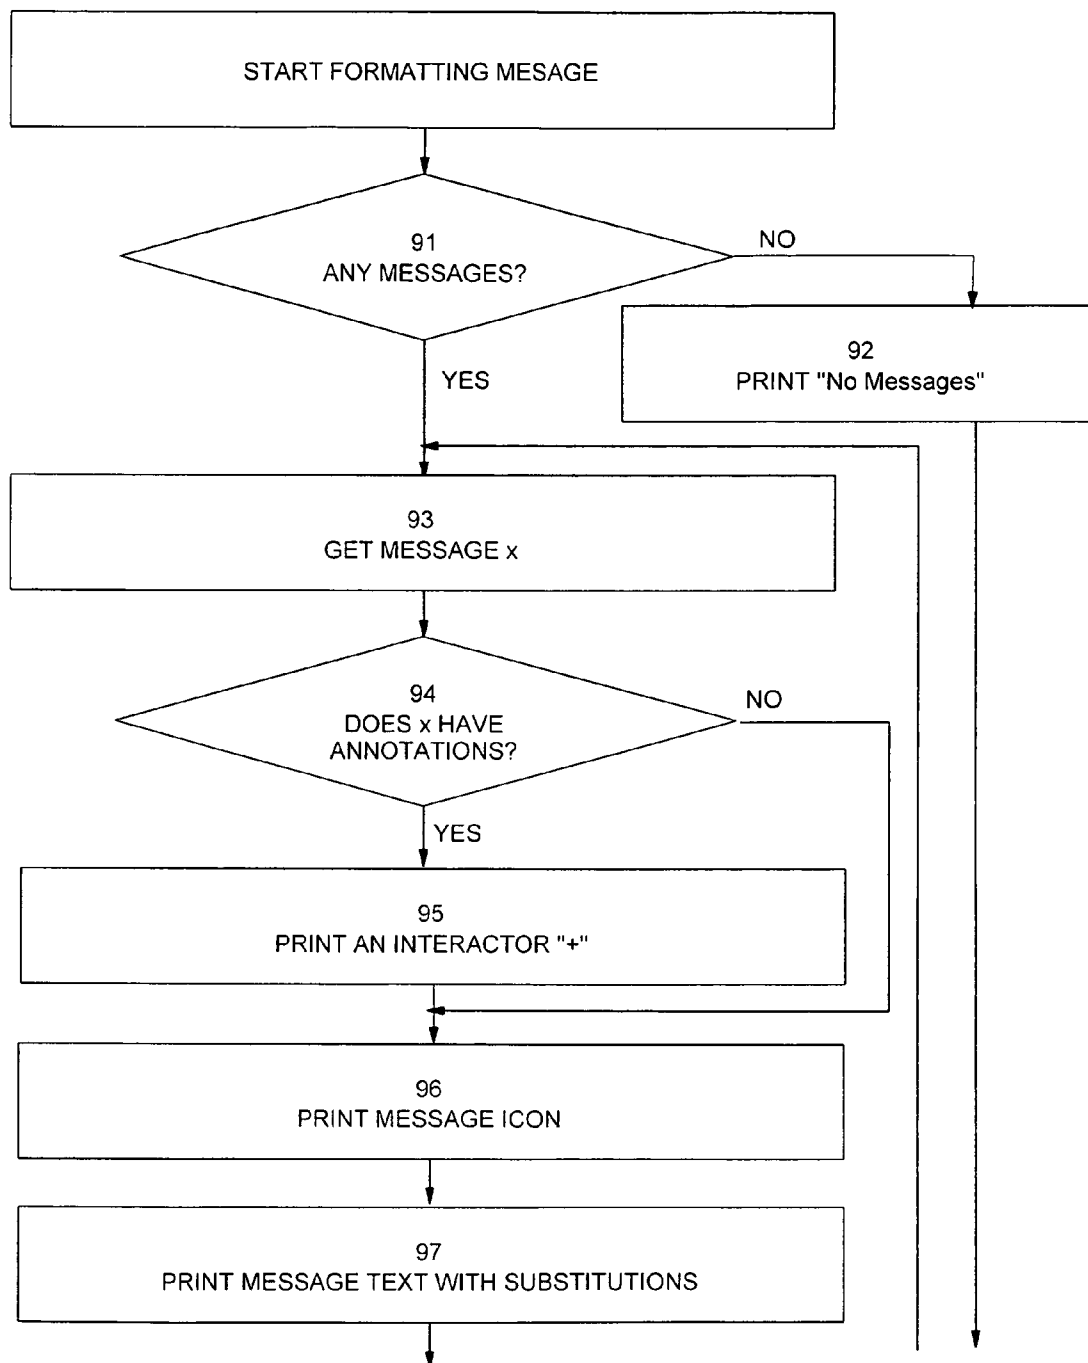 START FORMATTING MESAGE
91
ANY MESSAGES?
NO
92
PRINT "No Messages"
YES
93
GET MESSAGE x
94
DOES x HAVE
ANNOTATIONS?
NO
YES
95
PRINT AN INTERACTOR "+"
96
PRINT MESSAGE ICON
97
PRINT MESSAGE TEXT WITH SUBSTITUTIONS